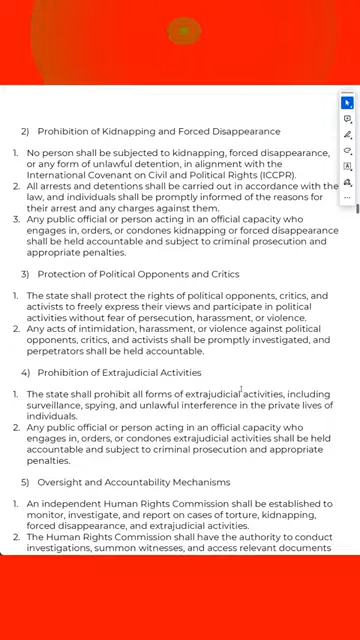 2) Prohibition of Kidnapping and Forced Disappearance
1. No person shall be subjected to kidnapping, forced disappearance,
or any form of unlawful detention, in alignment with the
International Covenant on Civil and Political Rights (ICCPR).
2. All arrests and detentions shall be carried out in accordance with the
law, and individuals shall be promptly informed of the reasons for
their arrest and any charges against them.
3. Any public official or person acting in an official capacity who
engages in, orders, or condones kidnapping or forced disappearance
shall be held accountable and subject to criminal prosecution and
appropriate penalties.
3) Protection of Political Opponents and Critics
1. The state shall protect the rights of political opponents, critics, and
activists to freely express their views and participate in political
activities without fear of persecution, harassment, or violence.
2. Any acts of intimidation, harassment, or violence against political
opponents, critics, and activists shall be promptly investigated, and
perpetrators shall be held accountable.
4) Prohibition of Extrajudicial Activities
1. The state shall prohibit all forms of extrajudicial activities, including
surveillance, spying, and unlawful interference in the private lives of
individuals.
2. Any public official or person acting in an official capacity who
engages in, orders, or condones extrajudicial activities shall be held
accountable and subject to criminal prosecution and appropriate
penalties.
5) Oversight and Accountability Mechanisms
1. An independent Human Rights Commission shall be established to
monitor, investigate, and report on cases of torture, kidnapping,
forced disappearance, and extrajudicial activities.
2. The Human Rights Commission shall have the authority to conduct
investigations, summon witnesses, and access relevant documents